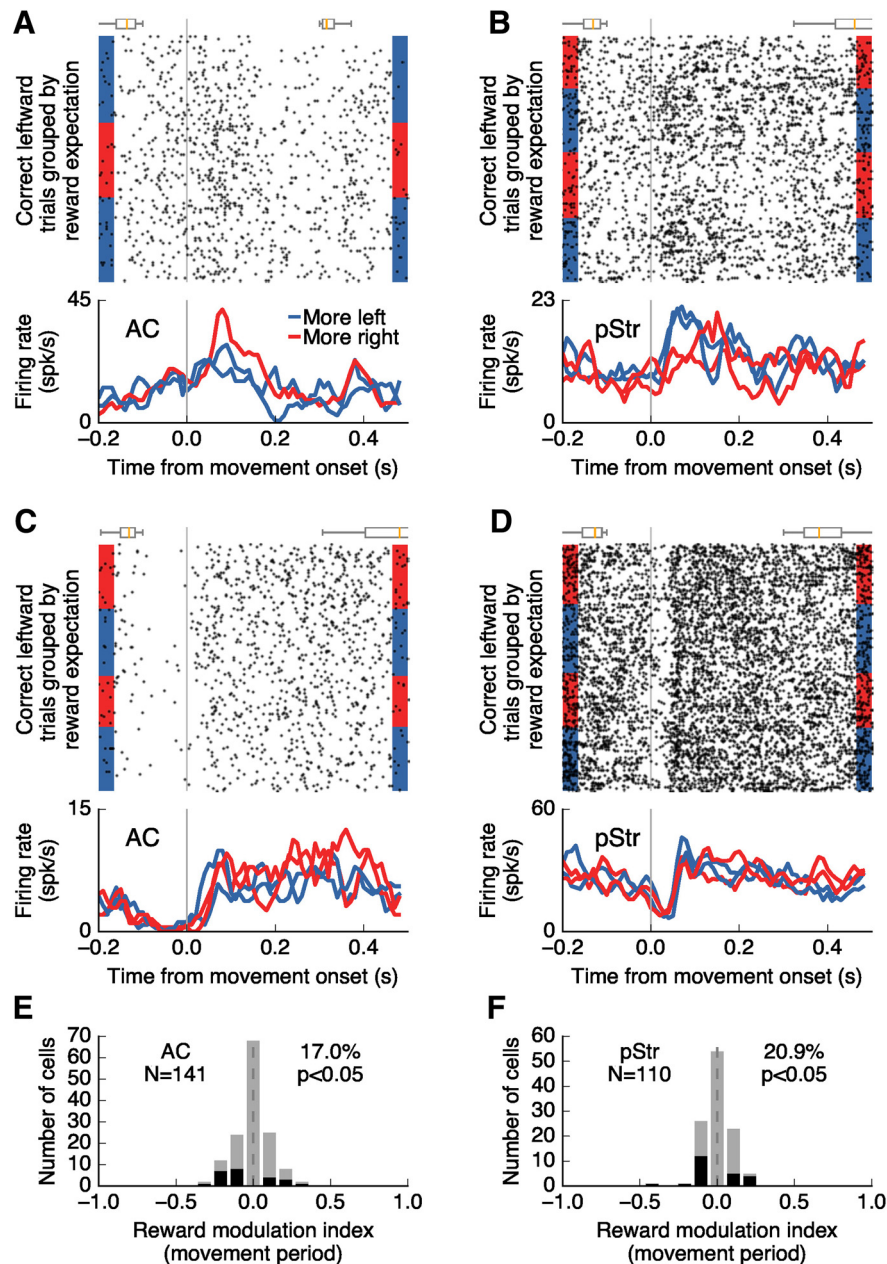 A
Correct leftward
trials grouped by
reward expectation
45
0
Firing rate
(spk/s)
AC
More left
More right
−0.2
0.0
0.2
0.4
Time from movement onset (s)
B
Correct leftward
trials grouped by
reward expectation
23
0
Firing rate
(spk/s)
pStr
−0.2
0.0
0.2
0.4
Time from movement onset (s)
C
Correct leftward
trials grouped by
reward expectation
15
0
Firing rate
(spk/s)
AC
−0.2
0.0
0.2
0.4
Time from movement onset (s)
D
Correct leftward
trials grouped by
reward expectation
60
0
Firing rate
(spk/s)
pStr
−0.2
0.0
0.2
0.4
Time from movement onset (s)
E
Number of cells
70
60
50
40
30
20
10
0
AC
N=141
17.0%
p<0.05
−1.0
−0.5
0.0
0.5
1.0
Reward modulation index
(movement period)
F
Number of cells
60
50
40
30
20
10
0
pStr
N=110
20.9%
p<0.05
−1.0
−0.5
0.0
0.5
1.0
Reward modulation index
(movement period)